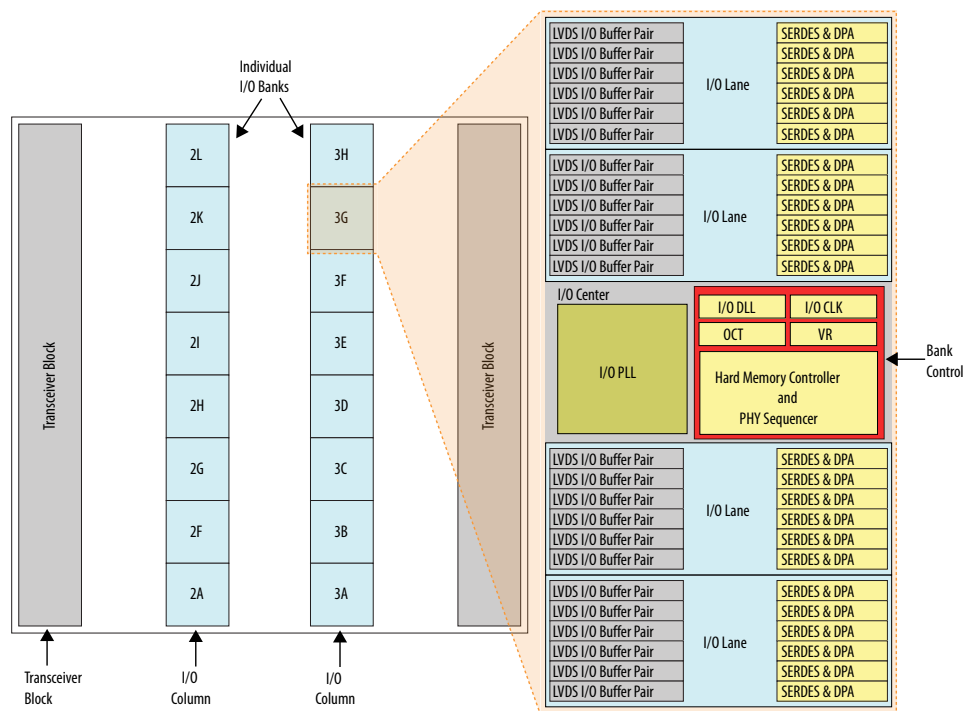 Individual
I/O Banks
Transceiver Block
2L
2K
2J
2I
2H
2G
2F
2A
3H
3G
3F
3E
3D
3C
3B
3A
Transceiver Block
Transceiver
Block
I/O
Column
I/O
Column
LVDS I/O Buffer Pair
LVDS I/O Buffer Pair
LVDS I/O Buffer Pair
LVDS I/O Buffer Pair
LVDS I/O Buffer Pair
LVDS I/O Buffer Pair
I/O Lane
SERDES & DPA
SERDES & DPA
SERDES & DPA
SERDES & DPA
SERDES & DPA
SERDES & DPA
LVDS I/O Buffer Pair
LVDS I/O Buffer Pair
LVDS I/O Buffer Pair
LVDS I/O Buffer Pair
LVDS I/O Buffer Pair
LVDS I/O Buffer Pair
I/O Lane
SERDES & DPA
SERDES & DPA
SERDES & DPA
SERDES & DPA
SERDES & DPA
SERDES & DPA
I/O Center
I/O PLL
I/O DLL
I/O CLK
OCT
VR
Hard Memory Controller
and
PHY Sequencer
Bank
Control
LVDS I/O Buffer Pair
LVDS I/O Buffer Pair
LVDS I/O Buffer Pair
LVDS I/O Buffer Pair
LVDS I/O Buffer Pair
LVDS I/O Buffer Pair
I/O Lane
SERDES & DPA
SERDES & DPA
SERDES & DPA
SERDES & DPA
SERDES & DPA
SERDES & DPA
LVDS I/O Buffer Pair
LVDS I/O Buffer Pair
LVDS I/O Buffer Pair
LVDS I/O Buffer Pair
LVDS I/O Buffer Pair
LVDS I/O Buffer Pair
I/O Lane
SERDES & DPA
SERDES & DPA
SERDES & DPA
SERDES & DPA
SERDES & DPA
SERDES & DPA